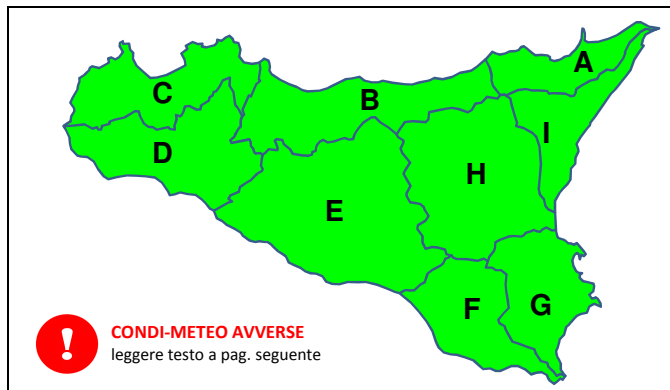 A
C
B
I
D
H
E
F
G
!
CONDI-METEO AVVERSE
leggere testo a pag. seguente